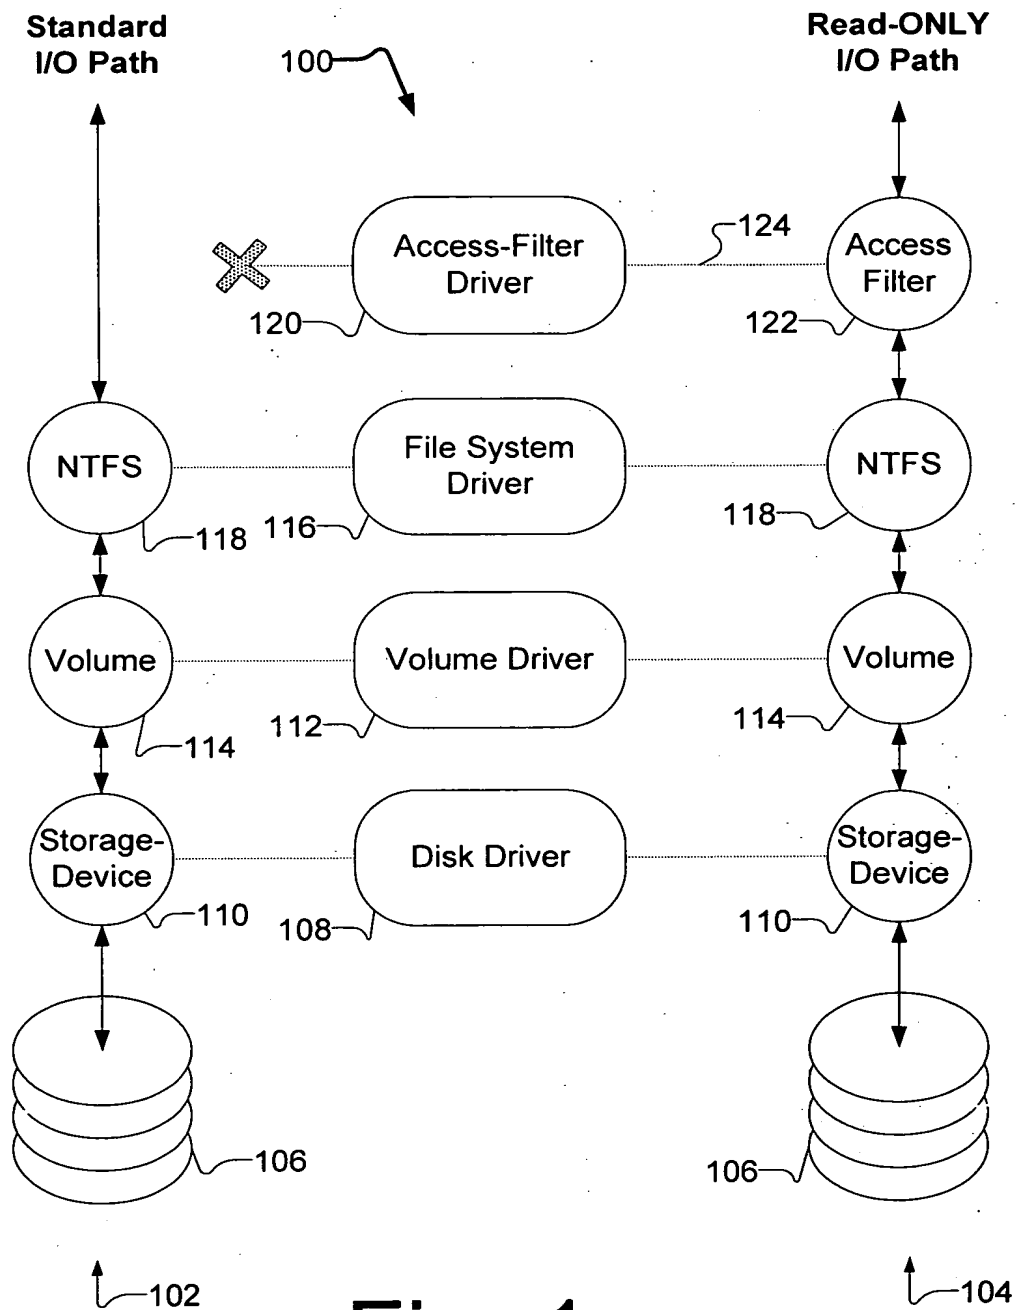 Standard
I/O Path
Read-ONLY
I/O Path
100
Access-Filter
Driver
124
Access
Filter
120
122
NTFS
File System
Driver
NTFS
118
116
118
Volume
Volume Driver
Volume
114
112
114
Storage-
Device
Disk Driver
Storage-
Device
110
108
110
106
106
102
104